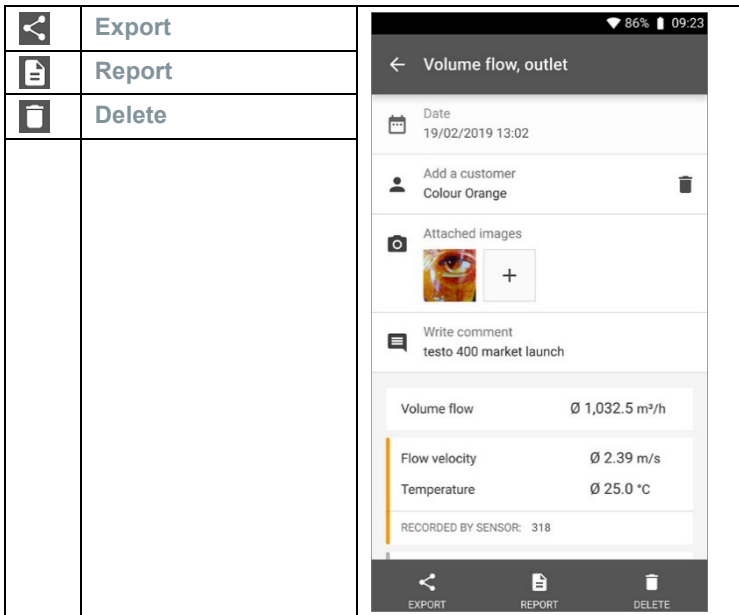 Export
Report
Delete
86% 09:23
Volume flow, outlet
Date
19/02/2019 13:02
Add a customer
Colour Orange
Attached images
+
Write comment
testo 400 market launch
Volume flow Ø 1,032.5 m³/h
Flow velocity Ø 2.39 m/s
Temperature Ø 25.0 °C
RECORDED BY SENSOR: 318
EXPORT REPORT DELETE